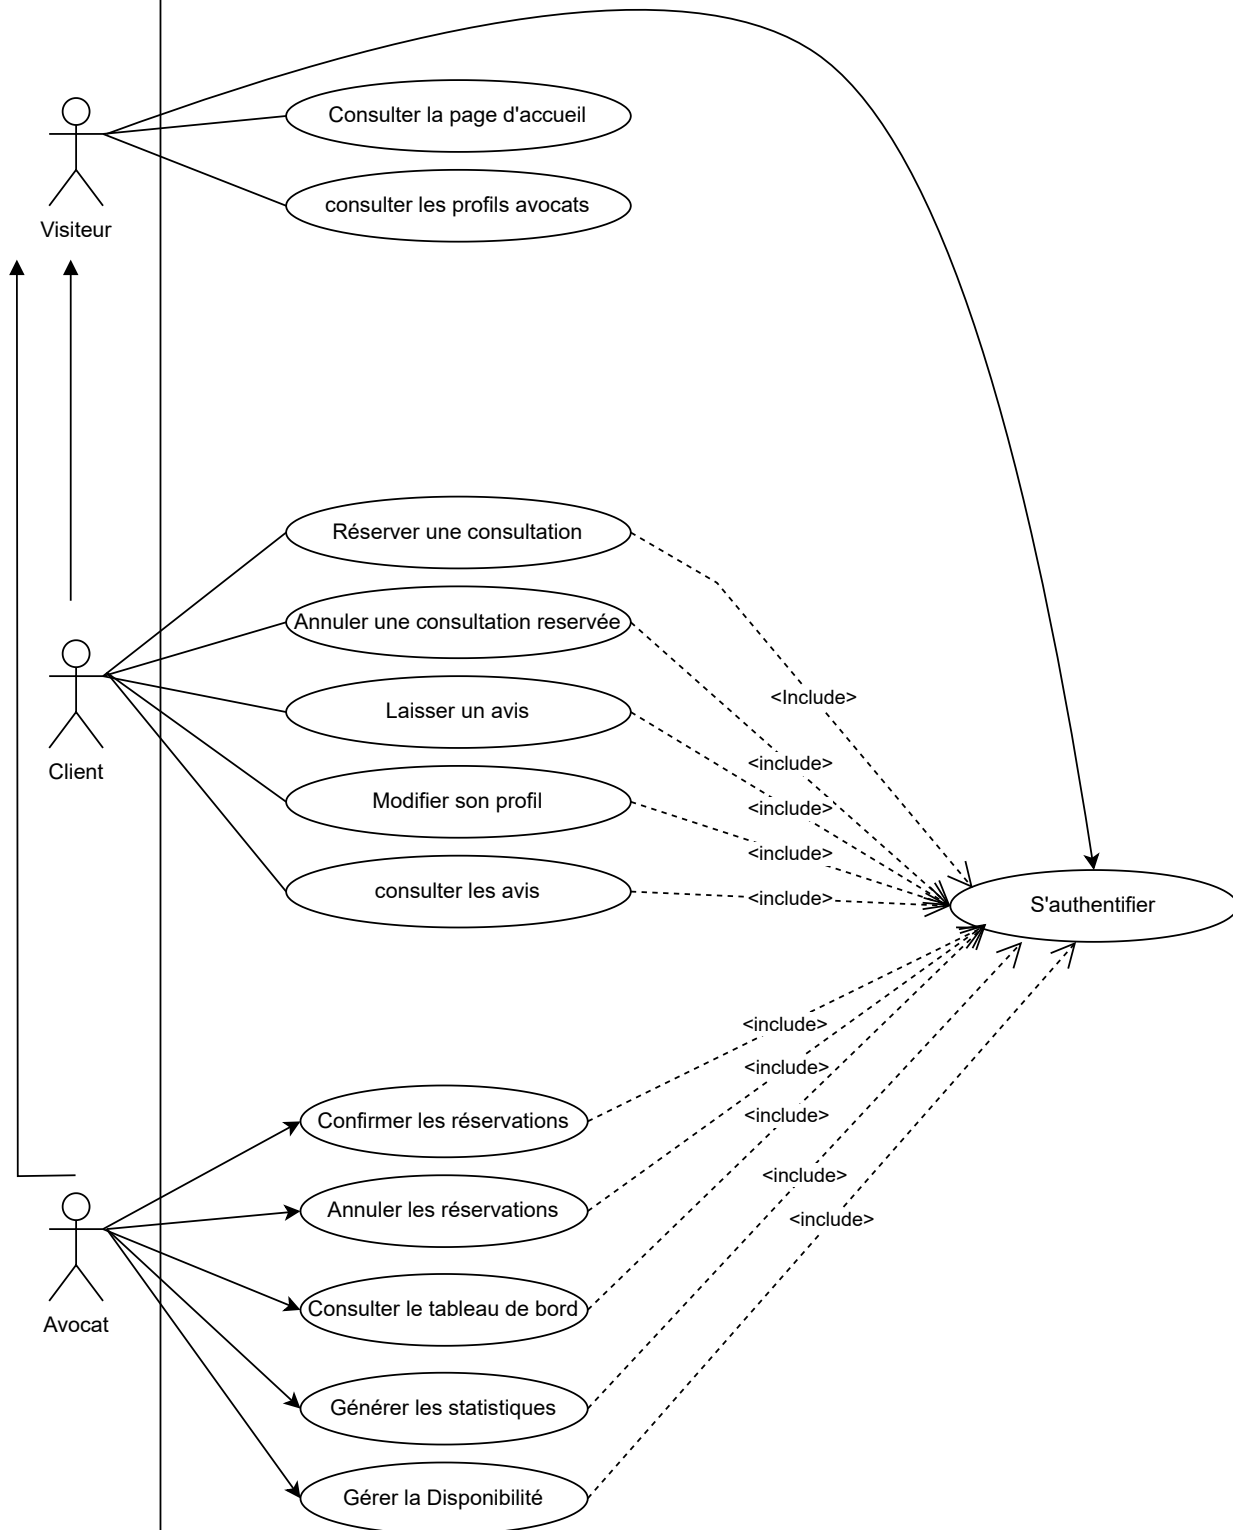 Consulter la page d'accueil
consulter les profils avocats
Visiteur
Réserver une consultation
Annuler une consultation reservée
<Include>
Laisser un avis
<include>
Client
Modifier son profil
<include>
<include>
consulter les avis
<include>
S'authentifier
<include>
<include>
Confirmer les réservations
<include>
<include>
Annuler les réservations
<include>
Consulter le tableau de bord
Avocat
Générer les statistiques
Gérer la Disponibilité